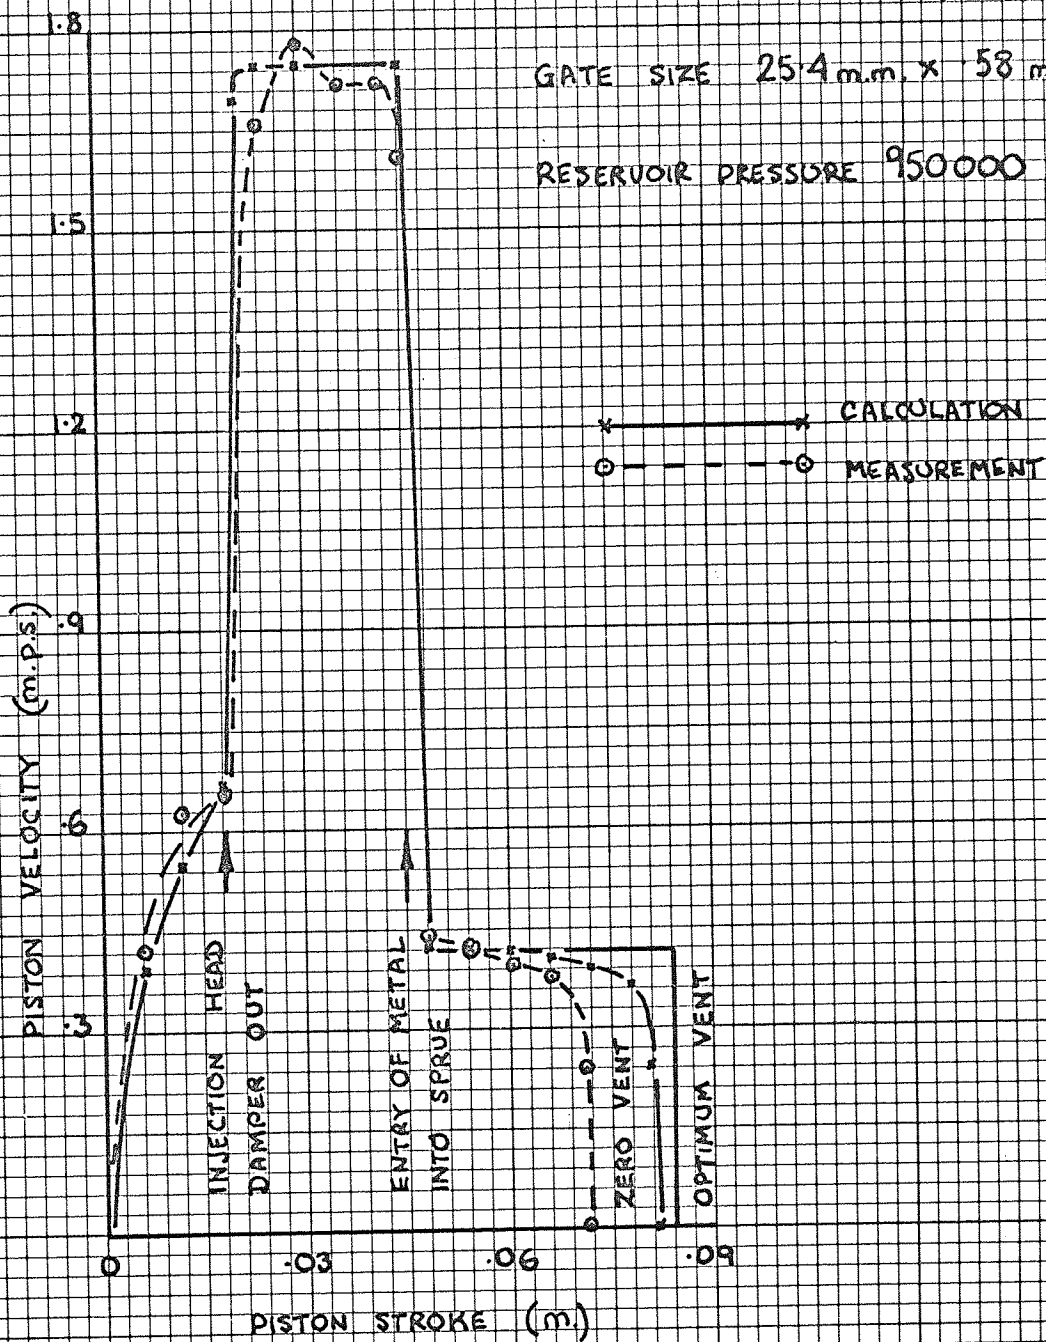 1.8
GATE SIZE 25.4 m.m. x .58 m
RESERVOIR PRESSURE 950000
1.5
1.2
CALCULATION
MEASUREMENT
.9
.6
.3
PISTON VELOCITY (m.p.s.)
INJECTION HEAD
DAMPER OUT
ENTRY OF METAL
INTO SPRUE
ZERO VENT
OPTIMUM VENT
0 .03 .06 .09
PISTON STROKE (m.)